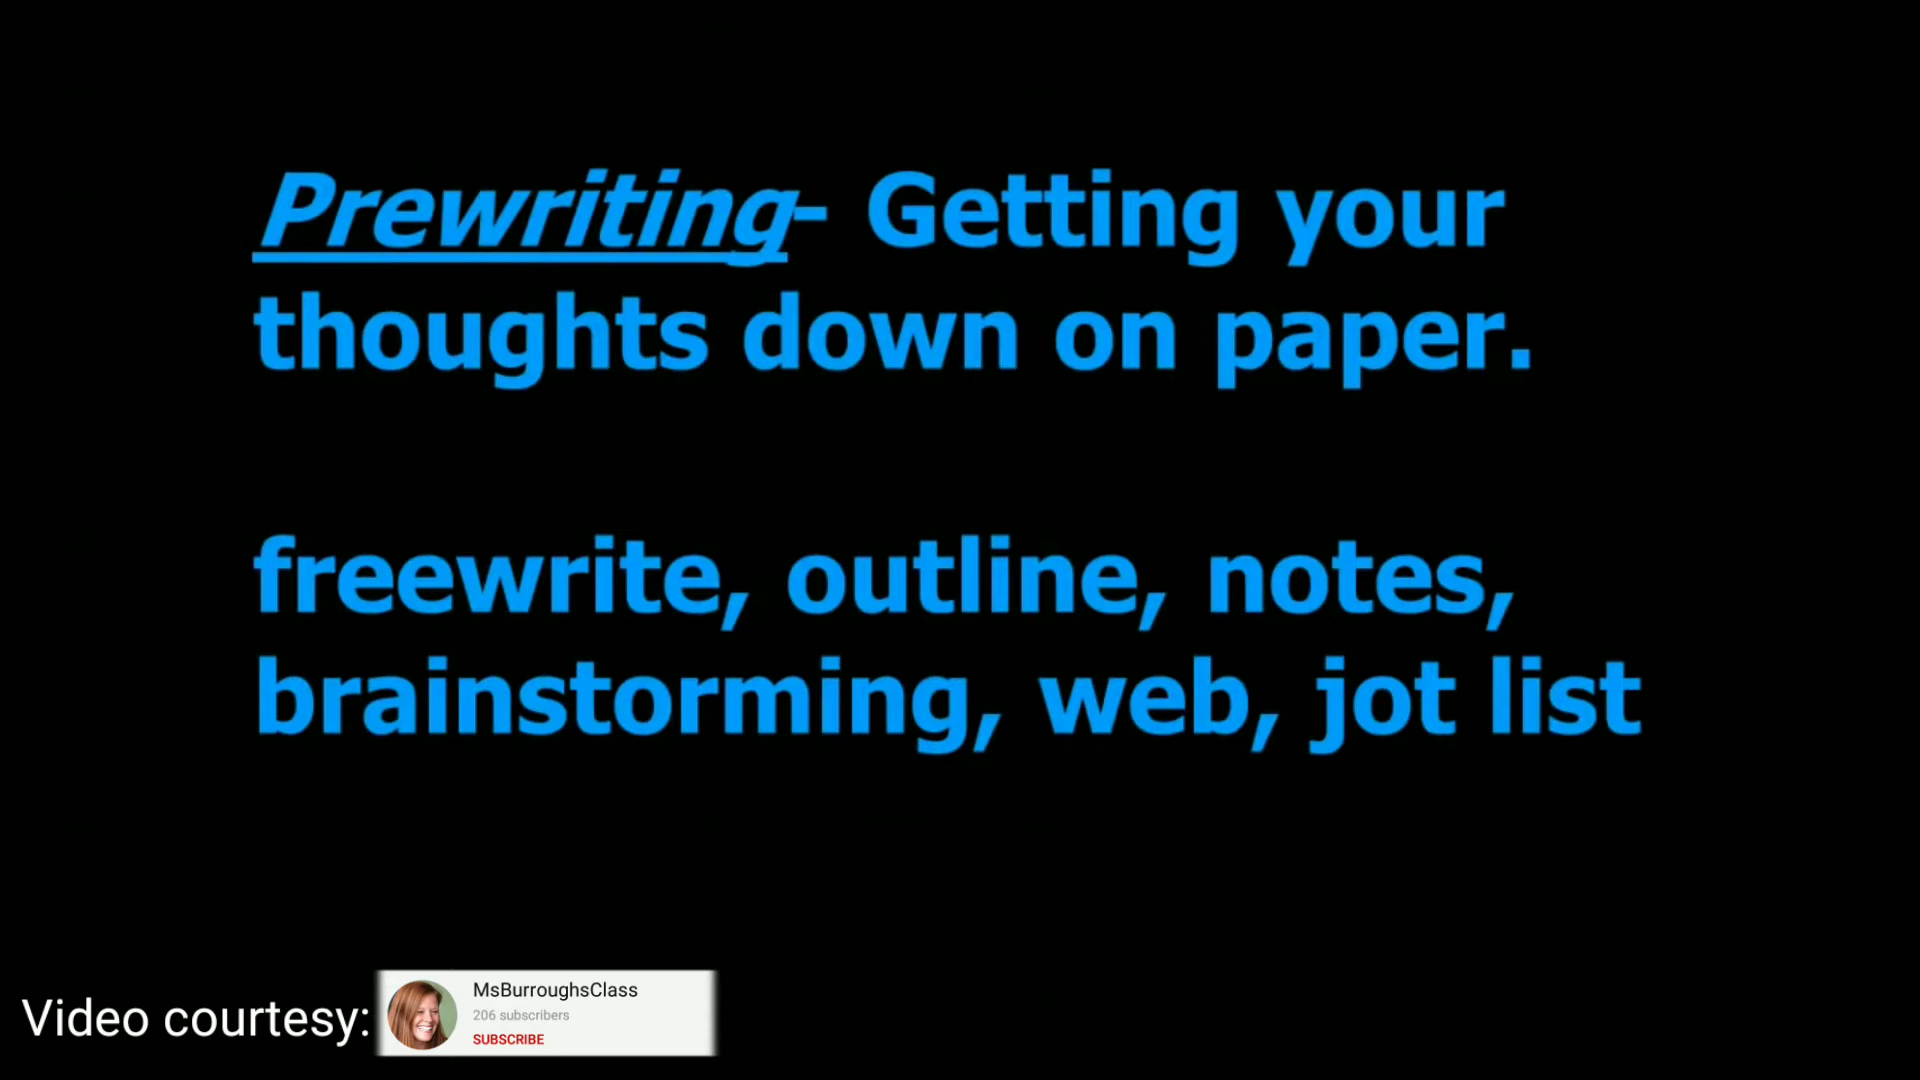 Prewriting- Getting your
thoughts down on paper.
freewrite, outline, notes,
brainstorming, web, jot list
Video courtesy:
MsBurroughsClass
206 subscribers
SUBSCRIBE